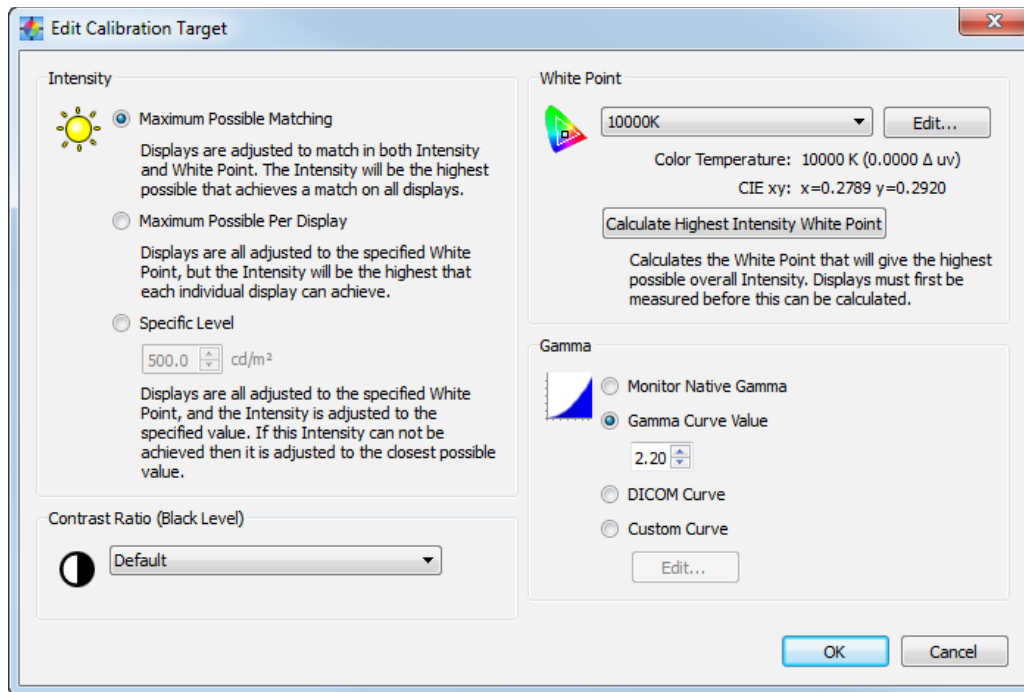 Edit Calibration Target
Intensity
Maximum Possible Matching
Displays are adjusted to match in both Intensity
and White Point. The Intensity will be the highest
possible that achieves a match on all displays.
Maximum Possible Per Display
Displays are all adjusted to the specified White
Point, but the Intensity will be the highest that
each individual display can achieve.
Specific Level
500.0 cd/m²
Displays are all adjusted to the specified White
Point, and the Intensity is adjusted to the
specified value. If this Intensity can not be
achieved then it is adjusted to the closest possible
value.
Contrast Ratio (Black Level)
Default
White Point
10000K Edit...
Color Temperature: 10000 K (0.0000 Δ uv)
CIE xy: x=0.2789 y=0.2920
Calculate Highest Intensity White Point
Calculates the White Point that will give the highest
possible overall Intensity. Displays must first be
measured before this can be calculated.
Gamma
Monitor Native Gamma
Gamma Curve Value
2.20
DICOM Curve
Custom Curve
Edit...
OK Cancel